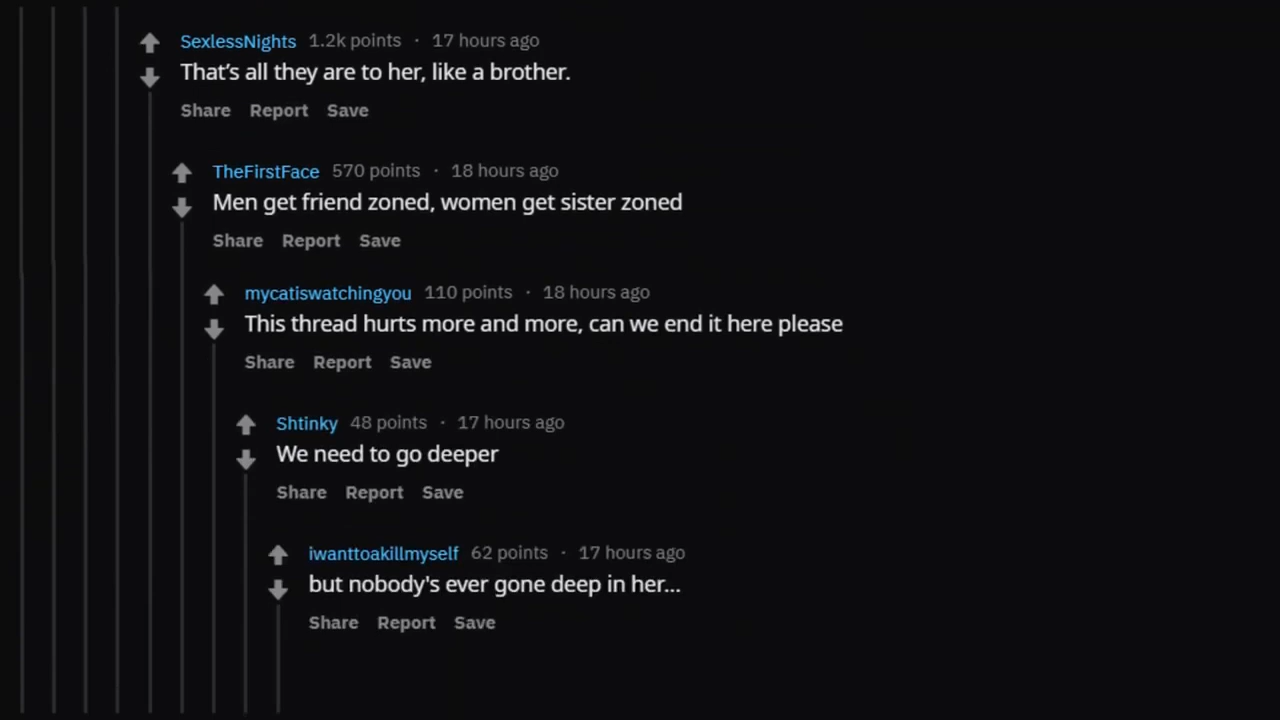 SexlessNights 1.2k points · 17 hours ago
That’s all they are to her, like a brother.
Share Report Save
TheFirstFace 570 points · 18 hours ago
Men get friend zoned, women get sister zoned
Share Report Save
mycatiswatchingyou 110 points · 18 hours ago
This thread hurts more and more, can we end it here please
Share Report Save
Shtinky 48 points · 17 hours ago
We need to go deeper
Share Report Save
iwanttoakillmyself 62 points · 17 hours ago
but nobody's ever gone deep in her...
Share Report Save